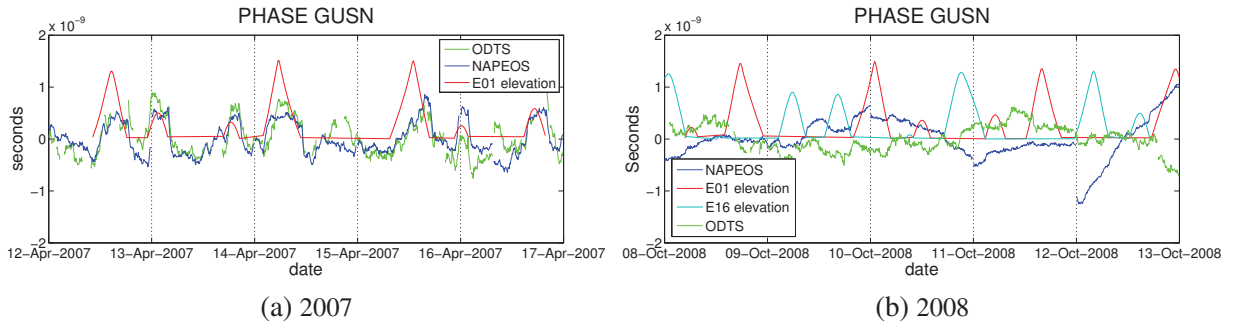 PHASE GUSN
x 10⁻⁹
2
1
0
−1
−2
seconds
ODTS
NAPEOS
E01 elevation
12−Apr−2007 13−Apr−2007 14−Apr−2007 15−Apr−2007 16−Apr−2007 17−Apr−2007
date
(a) 2007
PHASE GUSN
x 10⁻⁹
2
1
0
−1
−2
Seconds
NAPEOS
E01 elevation
E16 elevation
ODTS
08−Oct−2008 09−Oct−2008 10−Oct−2008 11−Oct−2008 12−Oct−2008 13−Oct−2008
date
(b) 2008